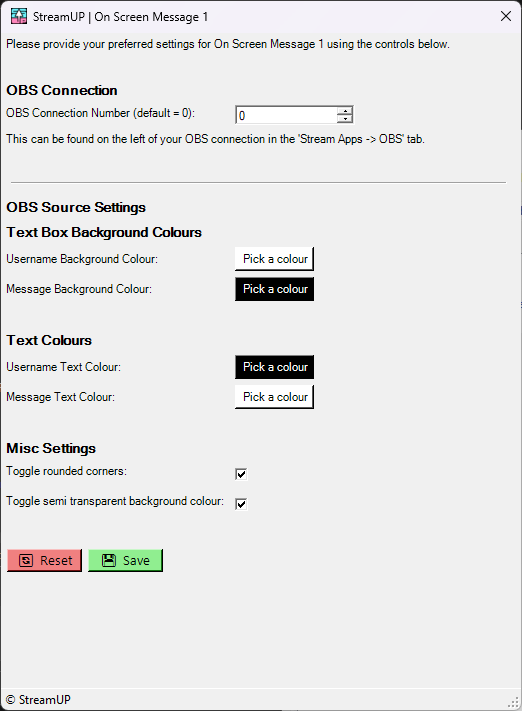 StreamUP | On Screen Message 1
Please provide your preferred settings for On Screen Message 1 using the controls below.
OBS Connection
OBS Connection Number (default = 0): 0
This can be found on the left of your OBS connection in the 'Stream Apps -> OBS' tab.
OBS Source Settings
Text Box Background Colours
Username Background Colour: Pick a colour
Message Background Colour: Pick a colour
Text Colours
Username Text Colour: Pick a colour
Message Text Colour: Pick a colour
Misc Settings
Toggle rounded corners:
Toggle semi transparent background colour:
Reset Save
© StreamUP